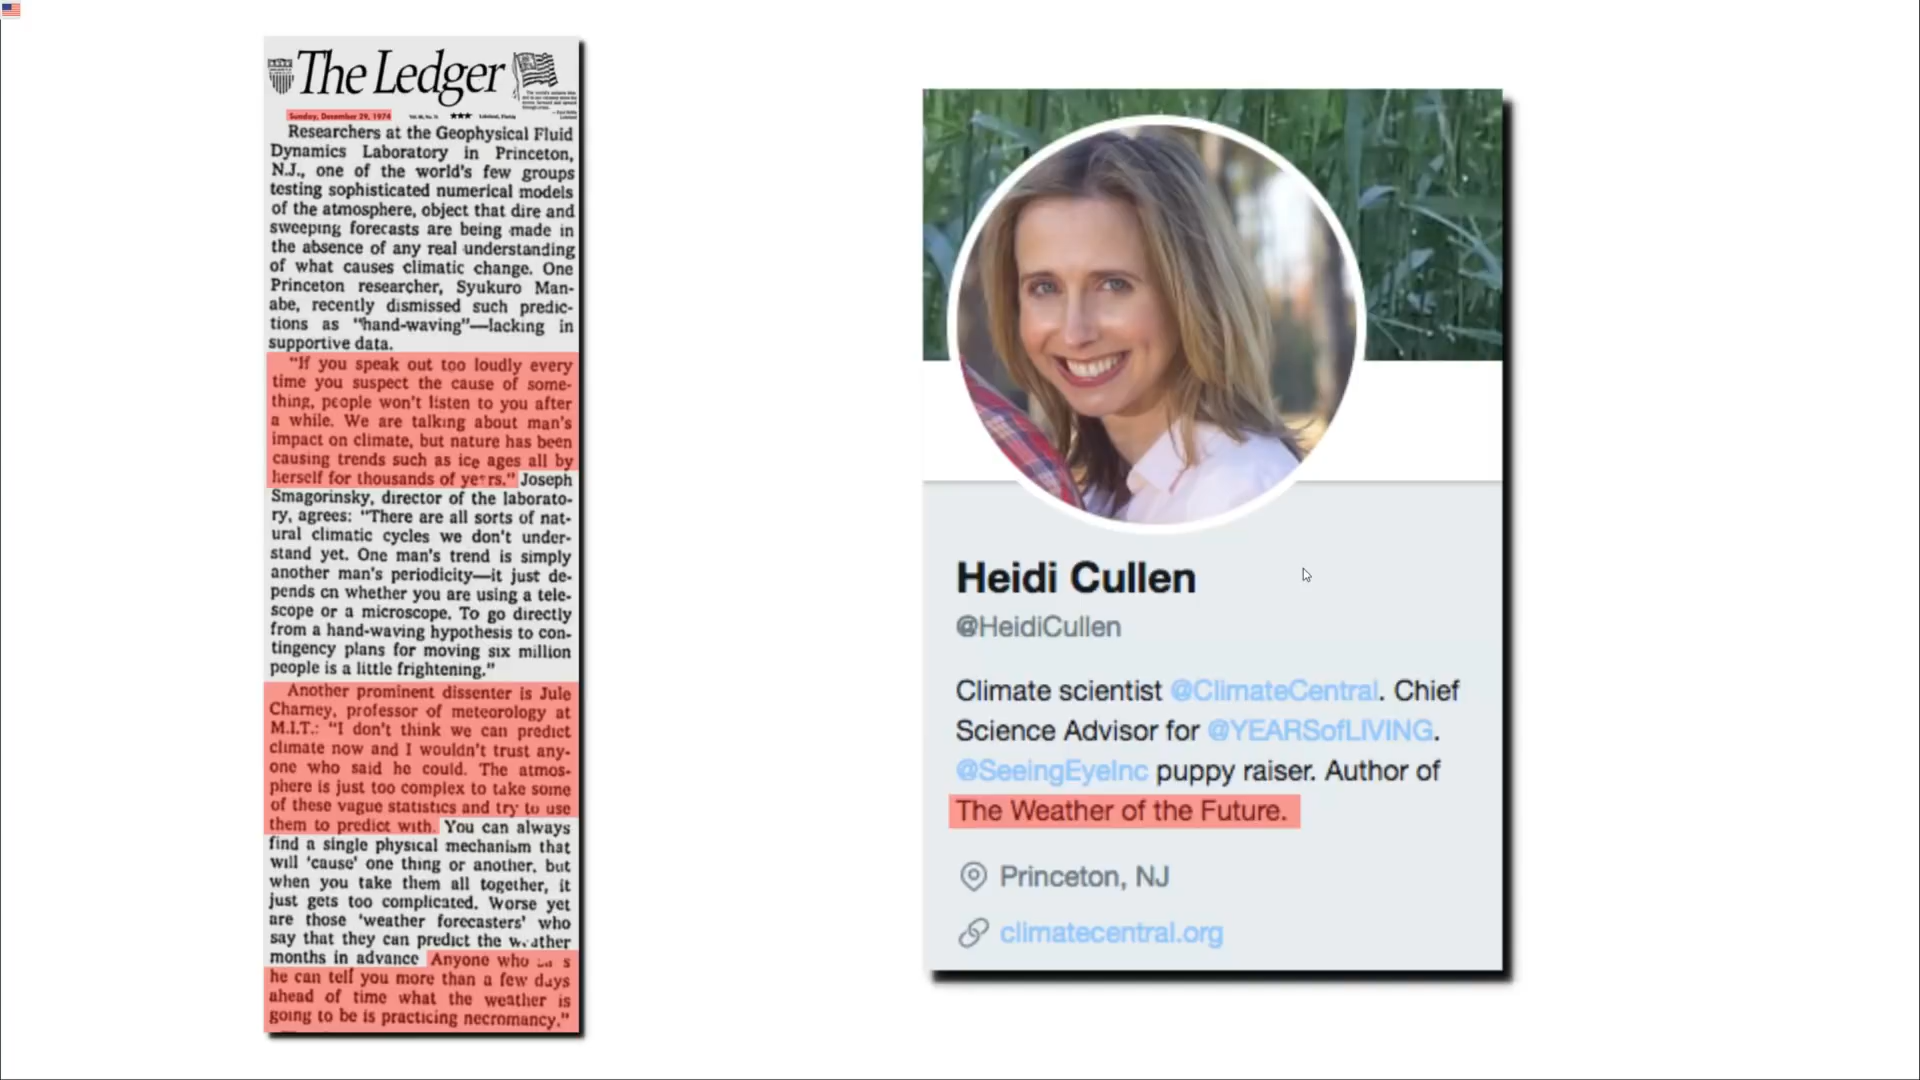 The Ledger
Sunday, December 29, 1974
★★★
Researchers at the Geophysical Fluid
Dynamics Laboratory in Princeton,
N.J., one of the world's few groups
testing sophisticated numerical models
of the atmosphere, object that dire and
sweeping forecasts are being made in
the absence of any real understanding
of what causes climatic change. One
Princeton researcher, Syukuro Man-
abe, recently dismissed such predic-
tions as "hand-waving"—lacking in
supportive data.
"If you speak out too loudly every
time you suspect the cause of some-
thing, people won't listen to you after
a while. We are talking about man's
impact on climate, but nature has been
causing trends such as ice ages all by
herself for thousands of years." Joseph
Smagorinsky, director of the laborato-
ry, agrees: "There are all sorts of nat-
ural climatic cycles we don't under-
stand yet. One man's trend is simply
another man's periodicity—it just de-
pends on whether you are using a tele-
scope or a microscope. To go directly
from a hand-waving hypothesis to con-
tingency plans for moving six million
people is a little frightening."
Another prominent dissenter is Jule
Charney, professor of meteorology at
M.I.T.: "I don't think we can predict
climate now and I wouldn't trust any-
one who said he could. The atmos-
phere is just too complex to take some
of these vague statistics and try to use
them to predict with. You can always
find a single physical mechanism that
will 'cause' one thing or another, but
when you take them all together, it
just gets too complicated. Worse yet
are those 'weather forecasters' who
say that they can predict the weather
months in advance Anyone who
he can tell you more than a few days
ahead of time what the weather is
going to be is practicing necromancy."
Heidi Cullen
@HeidiCullen
Climate scientist @ClimateCentral. Chief
Science Advisor for @YEARSofLIVING.
@SeeingEyeInc puppy raiser. Author of
The Weather of the Future.
Princeton, NJ
climatecentral.org